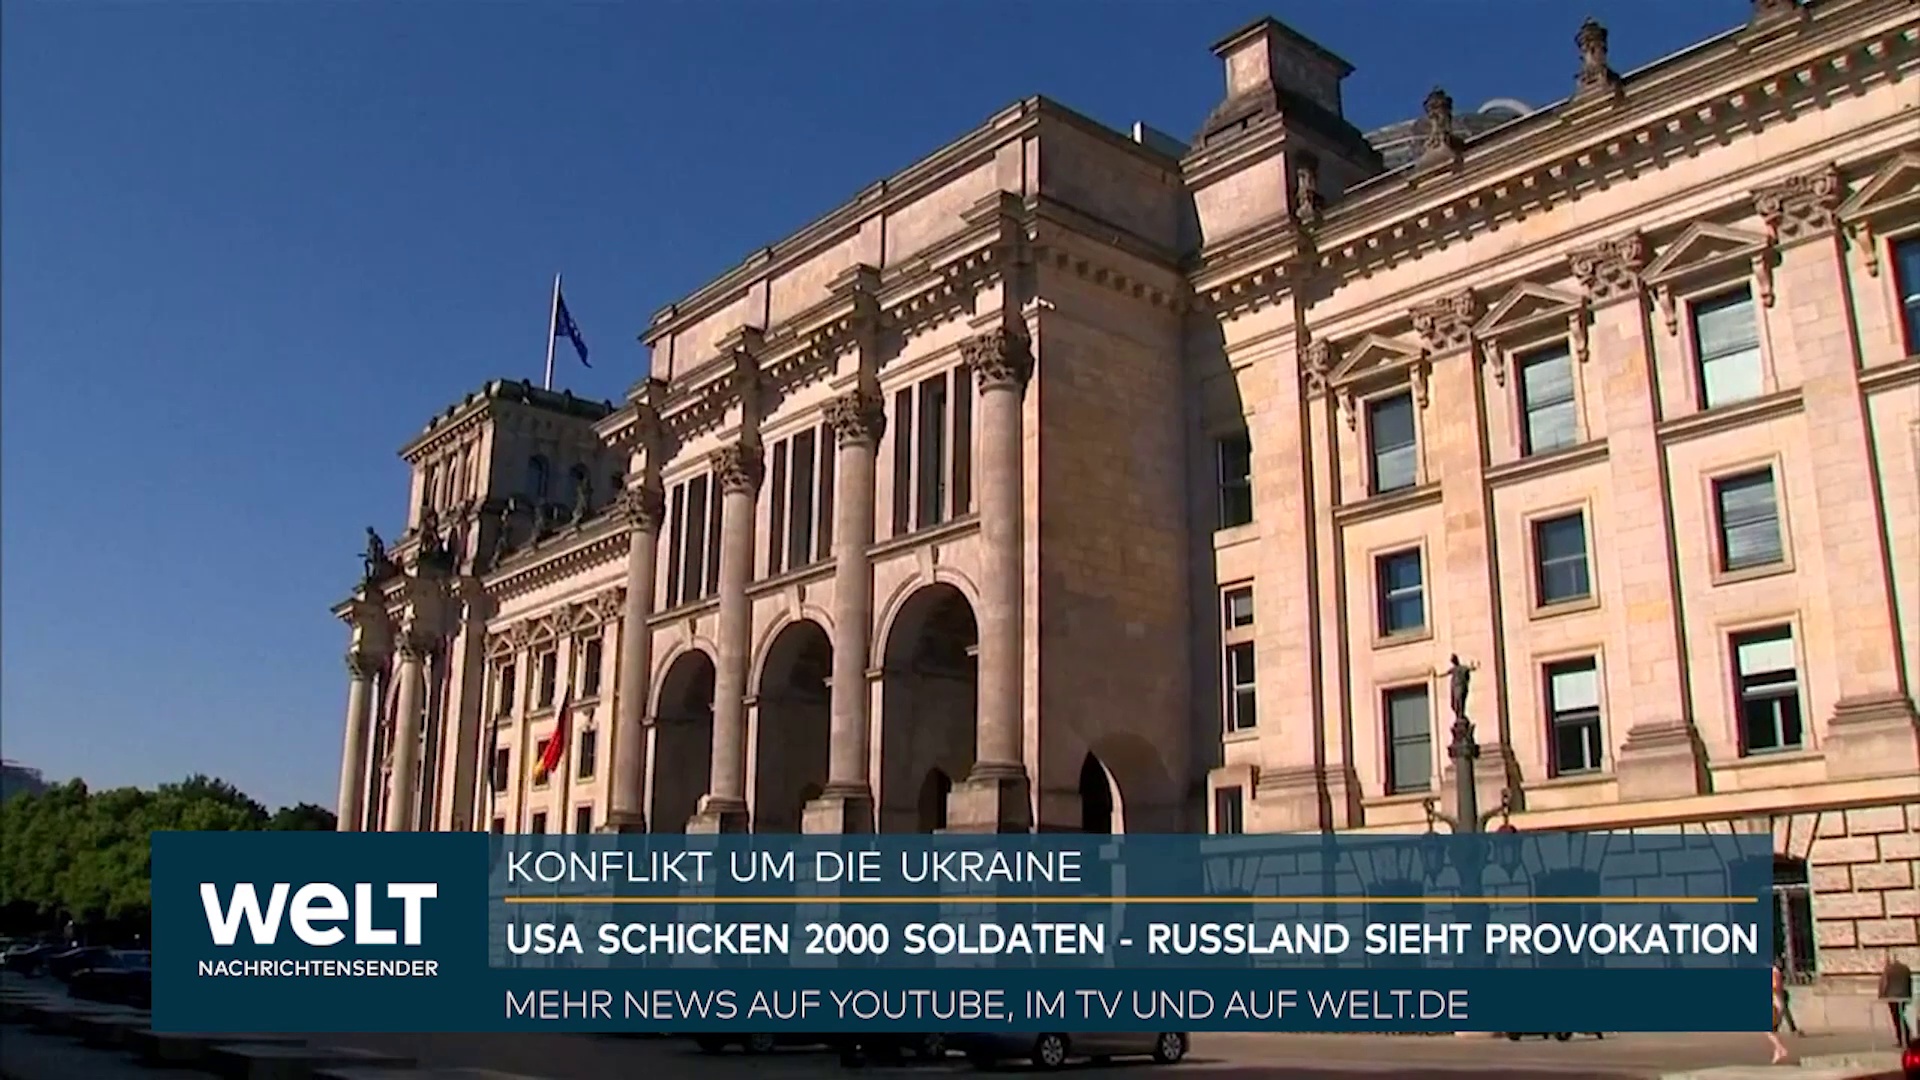 KONFLIKT UM DIE UKRAINE
WELT
NACHRICHTENSENDER
USA SCHICKEN 2000 SOLDATEN - RUSSLAND SIEHT PROVOKATION
MEHR NEWS AUF YOUTUBE, IM TV UND AUF WELT.DE